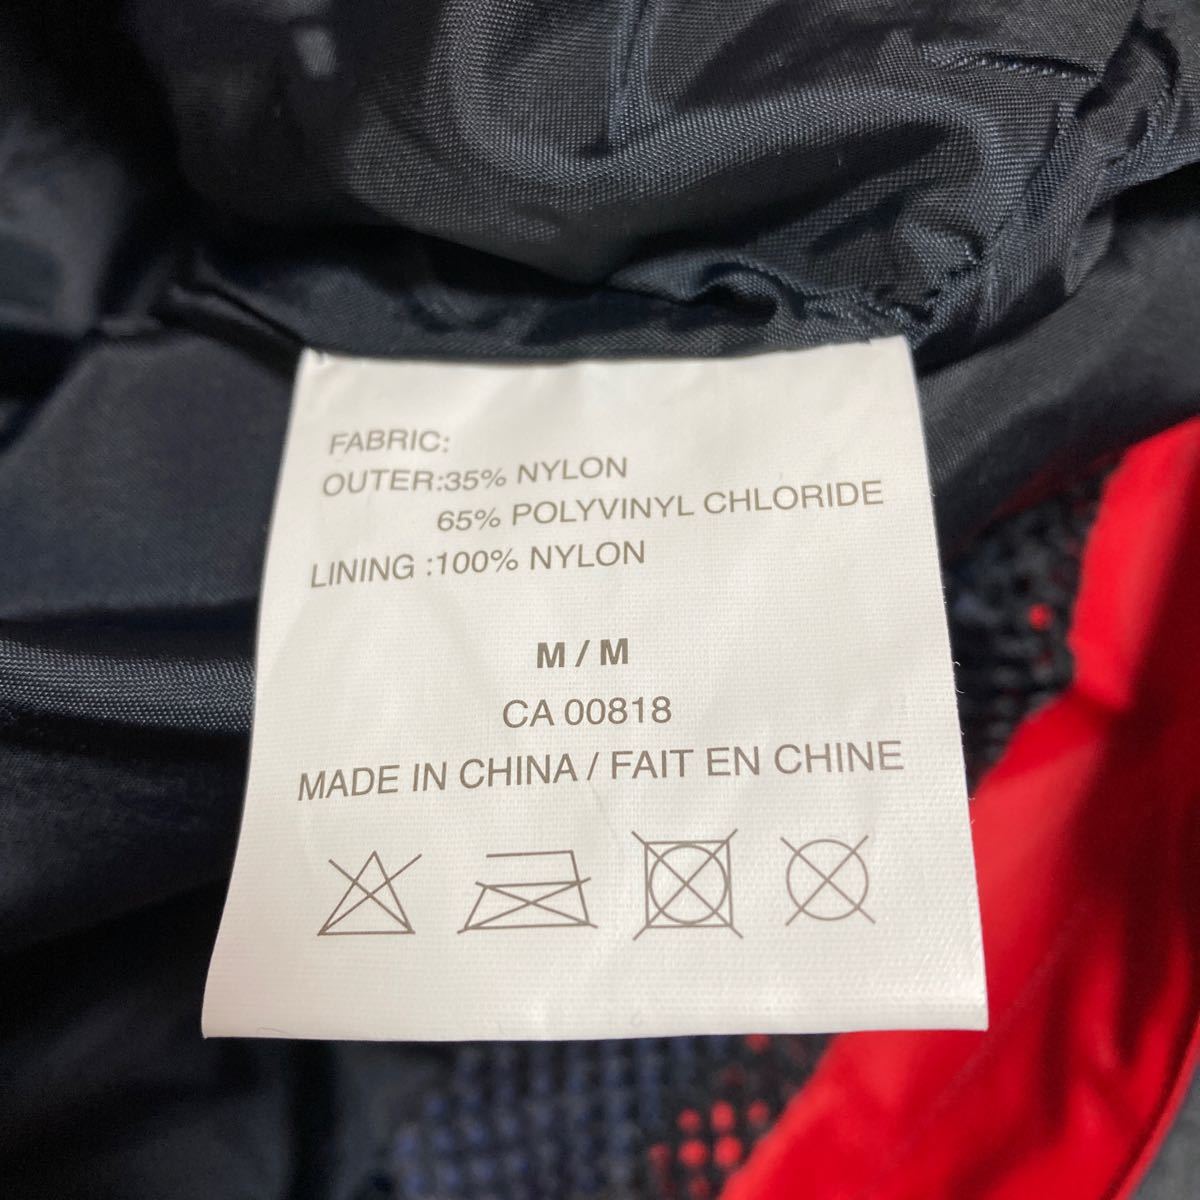 FABRIC:
OUTER:35% NYLON
65% POLYVINYL CHLORIDE
LINING :100% NYLON
M / M
CA 00818
MADE IN CHINA / FAIT EN CHINE